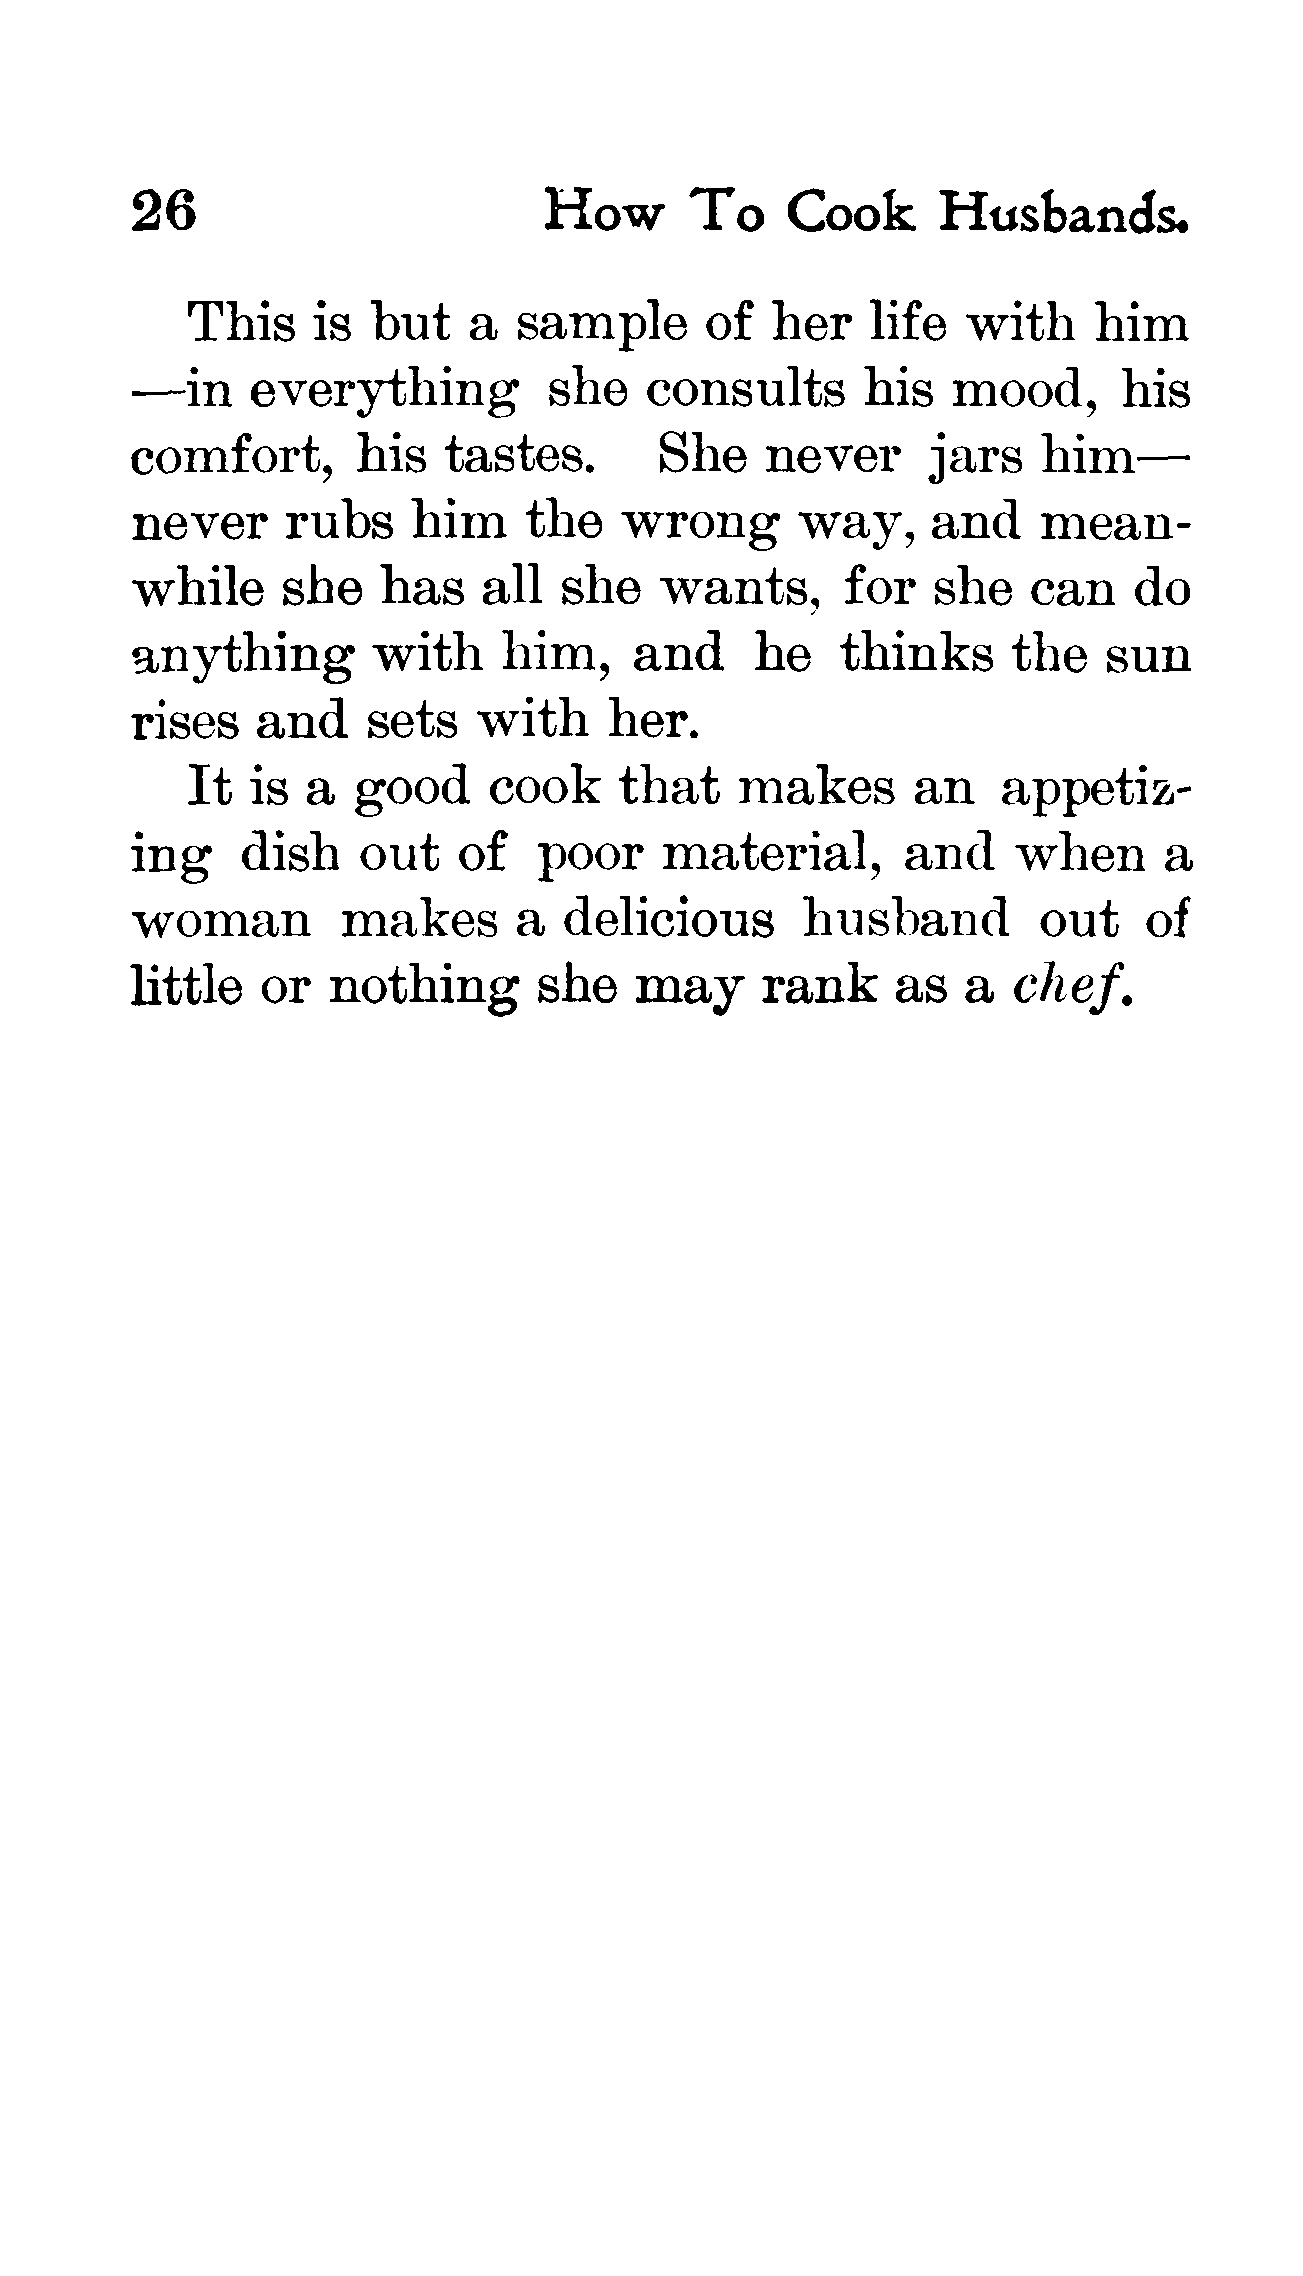 26 How To Cook Husbands.
This is but a sample of her life with him
—in everything she consults his mood, his
comfort, his tastes. She never jars him—
never rubs him the wrong way, and mean-
while she has all she wants, for she can do
anything with him, and he thinks the sun
rises and sets with her.
It is a good cook that makes an appetiz-
ing dish out of poor material, and when a
woman makes a delicious husband out of
little or nothing she may rank as a chef.